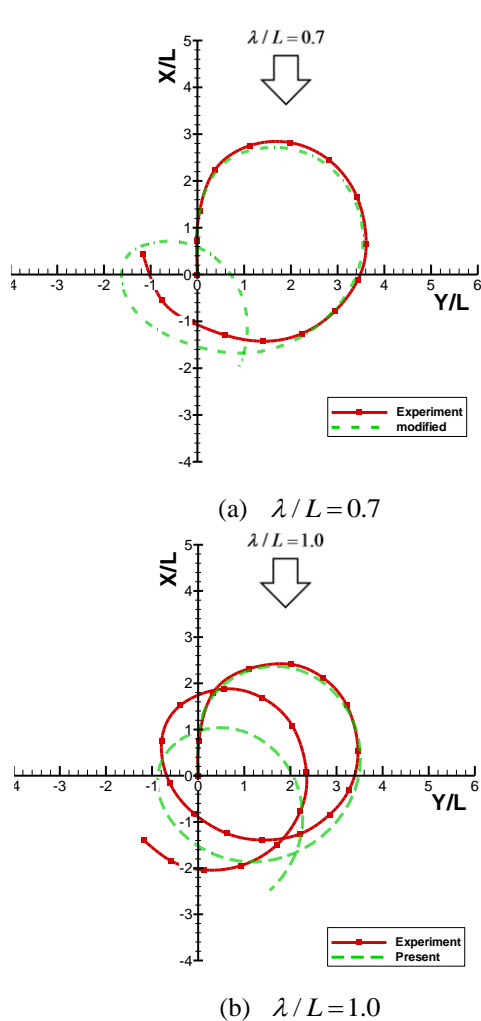 λ / L = 0.7
X/L
5
4
3
2
1
0
-1
-2
-3
-4
4 -3 -2 -1 0 1 2 3 4 5 6
Y/L
Experiment
modified
(a) λ / L = 0.7
λ / L = 1.0
X/L
5
4
3
2
1
0
-1
-2
-3
-4
4 -3 -2 -1 0 1 2 3 4 5 6
Y/L
Experiment
Present
(b) λ / L = 1.0